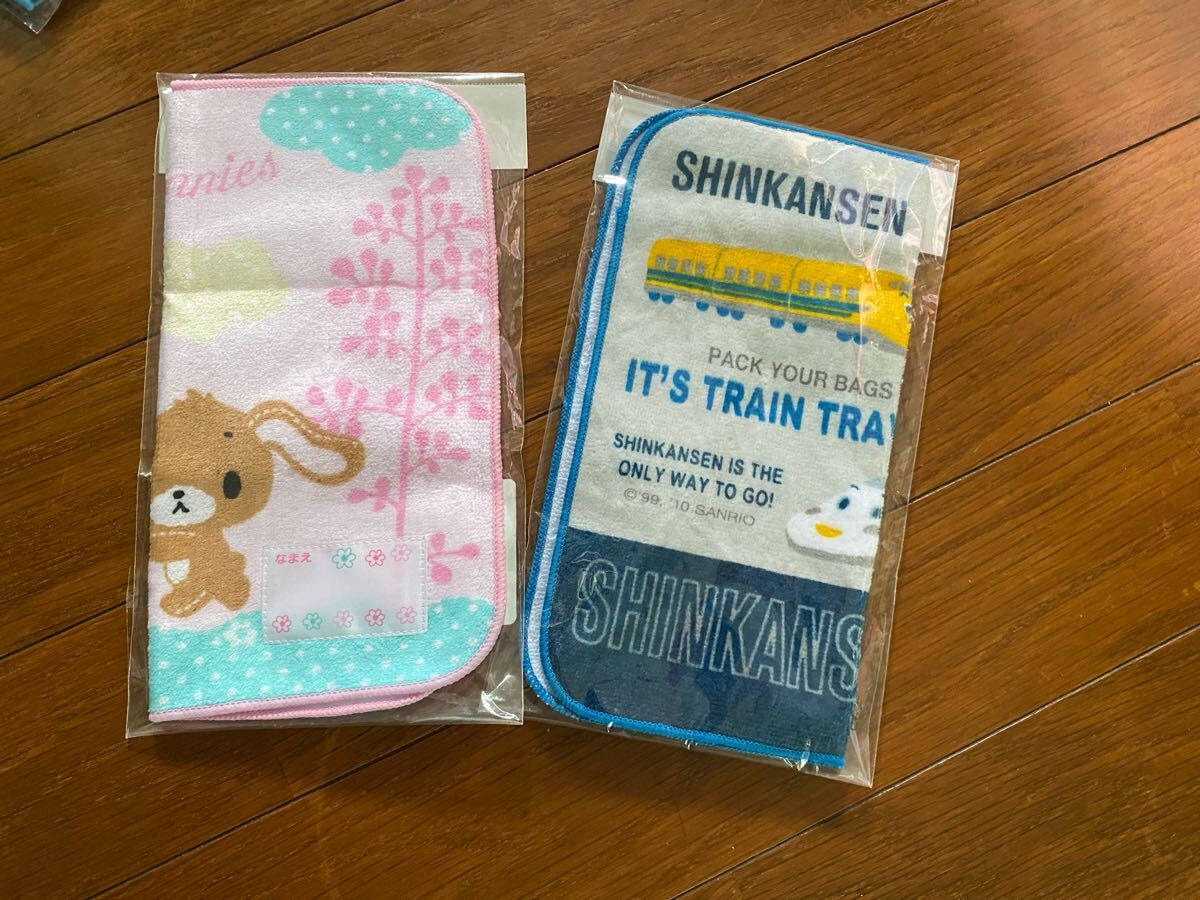 nnies
なまえ
SHINKANSEN
PACK YOUR BAGS
IT'S TRAIN TRAV
SHINKANSEN IS THE
ONLY WAY TO GO!
©'99, '10 SANRIO
SHINKANS